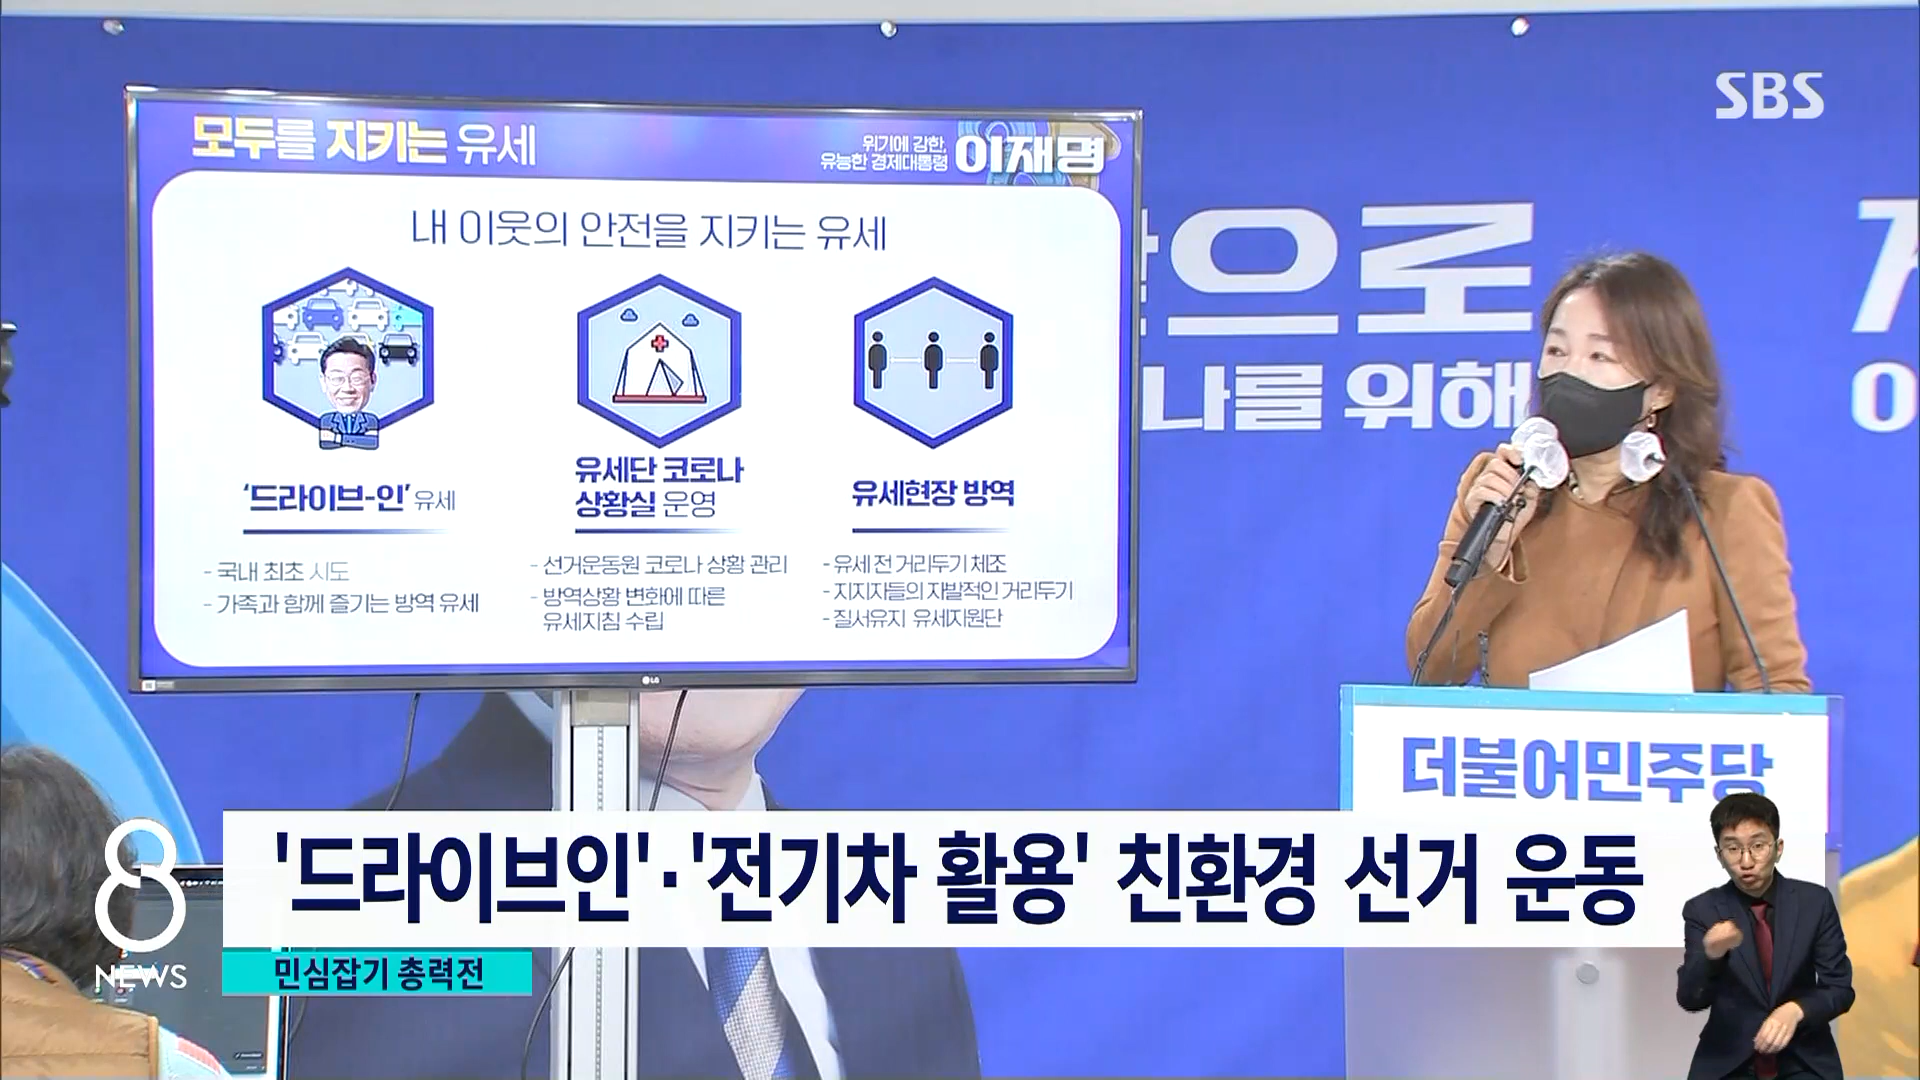 SBS
모두를 지키는 유세
위기에 강한,
유능한 경제대통령 이재명
내 이웃의 안전을 지키는 유세
'드라이브-인' 유세
- 국내 최초 시도
- 가족과 함께 즐기는 방역 유세
유세단 코로나
상황실 운영
- 선거운동원 코로나 상황 관리
- 방역상황 변화에 따른
유세지침 수립
유세현장 방역
- 유세 전 거리두기 체조
- 지지자들의 자발적인 거리두기
- 질서유지 유세지원단
LG
으로
나를 위해
더불어민주당
8
NEWS
'드라이브인'·'전기차 활용' 친환경 선거 운동
민심잡기 총력전